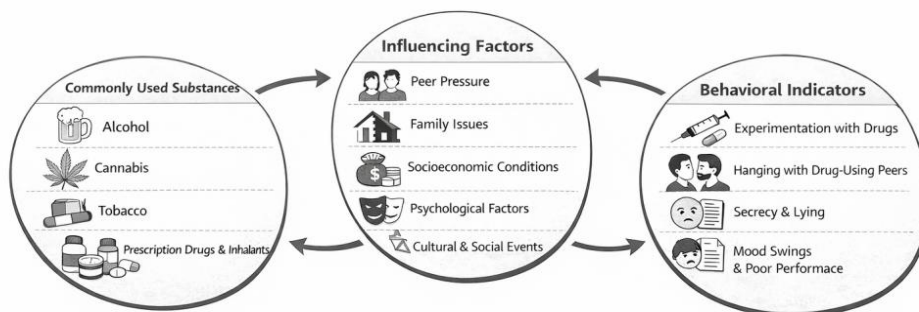 Commonly Used Substances
Alcohol
Cannabis
Tobacco
Prescription Drugs & Inhalants
Influencing Factors
Peer Pressure
Family Issues
Socioeconomic Conditions
Psychological Factors
Cultural & Social Events
Behavioral Indicators
Experimentation with Drugs
Hanging with Drug-Using Peers
Secrecy & Lying
Mood Swings
& Poor Performace